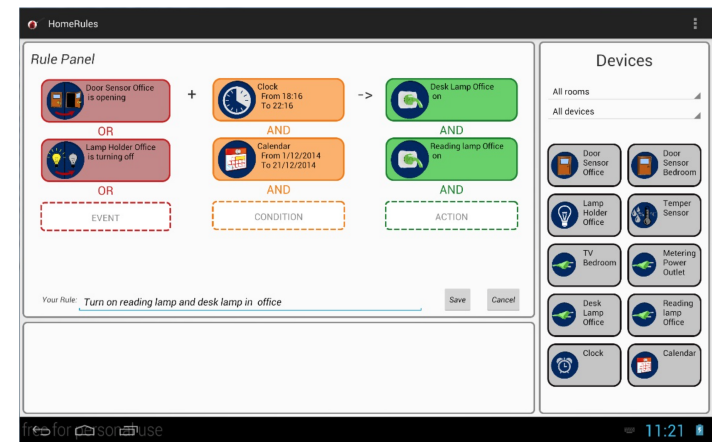 HomeRules
Rule Panel
Door Sensor Office
is opening
+
Clock
From 18:16
To 22:16
->
Desk Lamp Office
on
OR
AND
AND
Lamp Holder Office
is turning off
Calendar
From 1/12/2014
To 21/12/2014
Reading lamp Office
on
OR
AND
AND
EVENT
CONDITION
ACTION
Your Rule: Turn on reading lamp and desk lamp in office
Save
Cancel
Devices
All rooms
All devices
Door
Sensor
Office
Door
Sensor
Bedroom
Lamp
Holder
Office
Temper
Sensor
TV
Bedroom
Metering
Power
Outlet
Desk
Lamp
Office
Reading
lamp
Office
Clock
Calendar
free for personal use
11:21